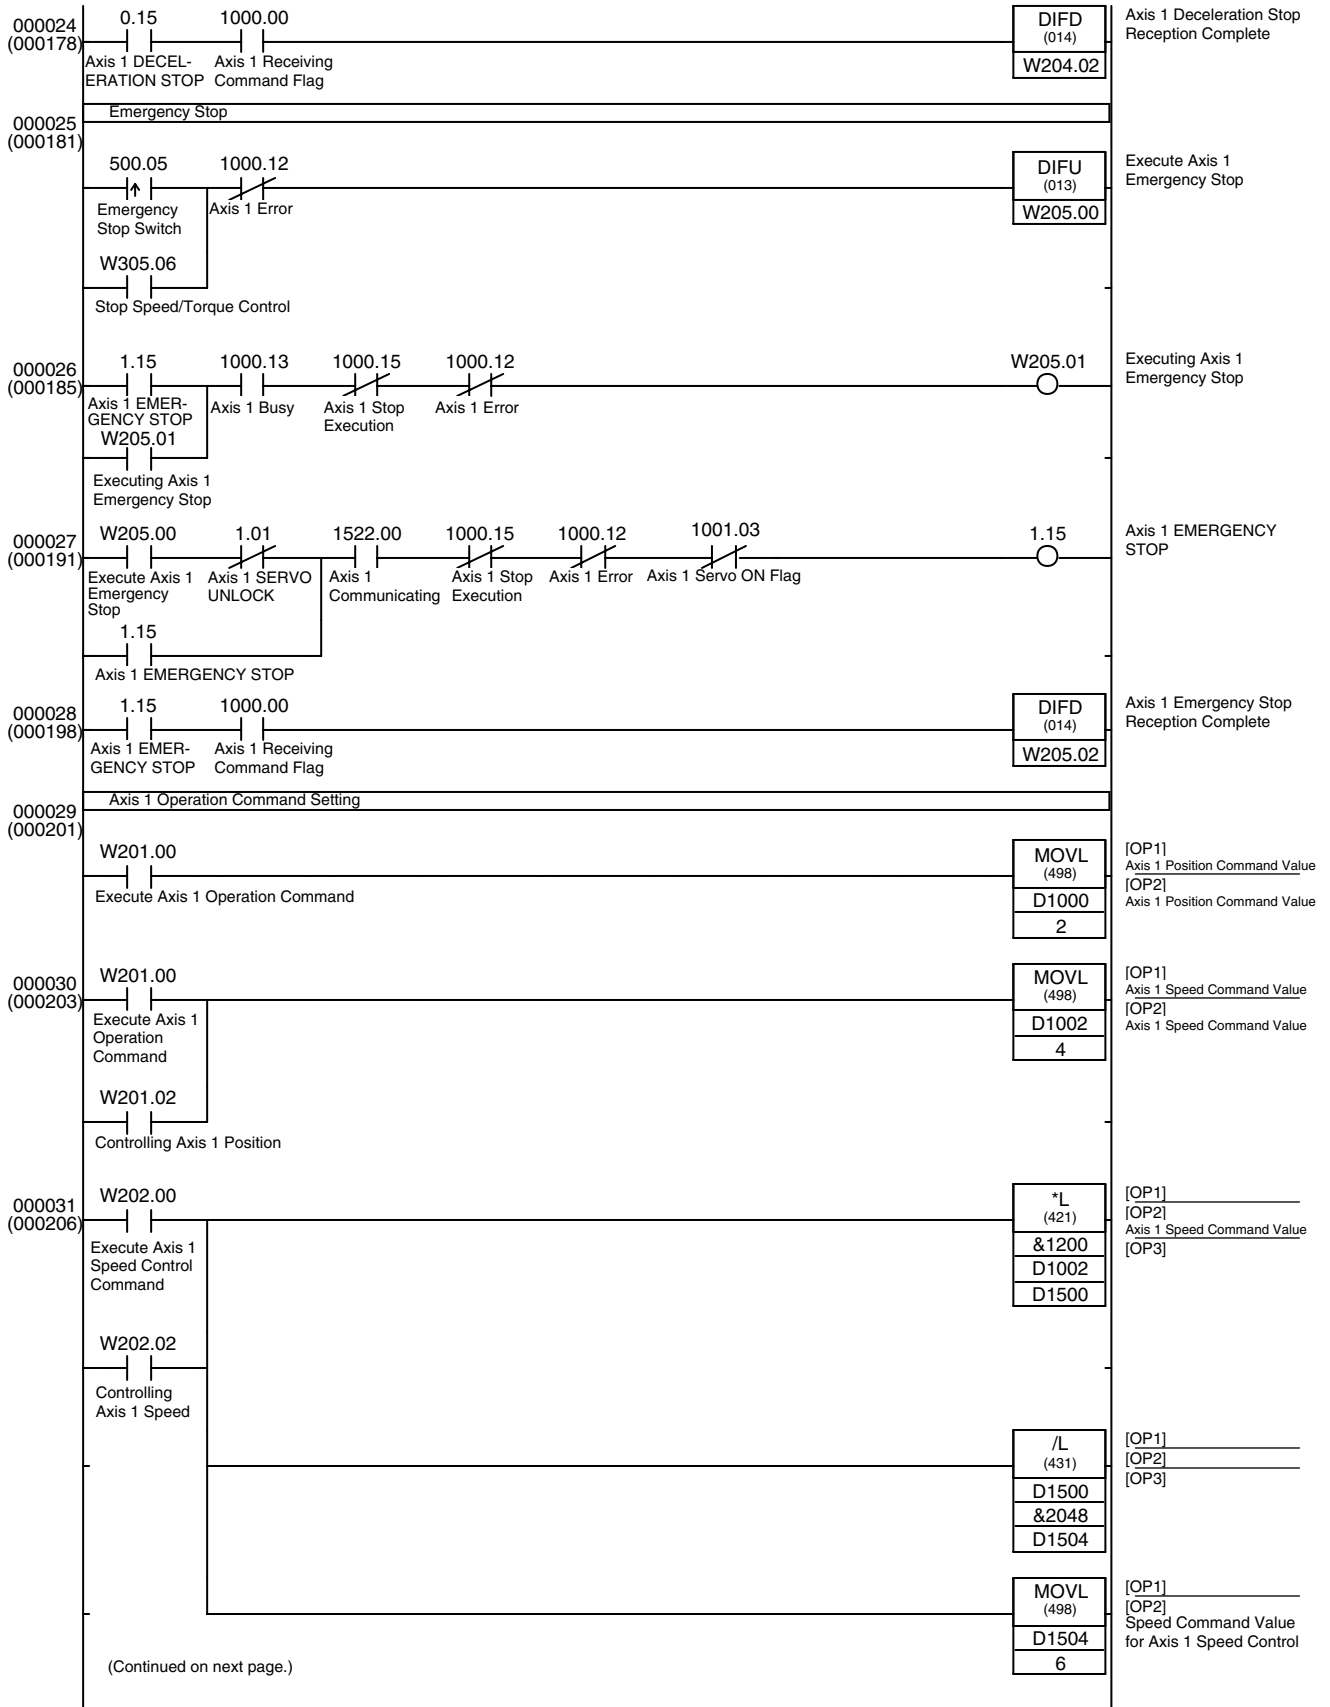 000024
(000178)
0.15 1000.00
Axis 1 DECEL-
ERATION STOP
Axis 1 Receiving
Command Flag
DIFD
(014)
W204.02
Axis 1 Deceleration Stop
Reception Complete
Emergency Stop
000025
(000181)
500.05 1000.12
Emergency
Stop Switch
Axis 1 Error
W305.06
Stop Speed/Torque Control
DIFU
(013)
W205.00
Execute Axis 1
Emergency Stop
000026
(000185)
1.15 1000.13 1000.15 1000.12
Axis 1 EMER-
GENCY STOP
Axis 1 Busy
Axis 1 Stop
Execution
Axis 1 Error
W205.01
Executing Axis 1
Emergency Stop
W205.01
Executing Axis 1
Emergency Stop
000027
(000191)
W205.00 1.01 1522.00 1000.15 1000.12 1001.03
Execute Axis 1
Emergency
Stop
Axis 1 SERVO
UNLOCK
Axis 1
Communicating
Axis 1 Stop
Execution
Axis 1 Error
Axis 1 Servo ON Flag
1.15
Axis 1 EMERGENCY STOP
1.15
Axis 1 EMERGENCY
STOP
000028
(000198)
1.15 1000.00
Axis 1 EMER-
GENCY STOP
Axis 1 Receiving
Command Flag
DIFD
(014)
W205.02
Axis 1 Emergency Stop
Reception Complete
Axis 1 Operation Command Setting
000029
(000201)
W201.00
Execute Axis 1 Operation Command
MOVL
(498)
D1000
2
[OP1]
Axis 1 Position Command Value
[OP2]
Axis 1 Position Command Value
000030
(000203)
W201.00
Execute Axis 1
Operation
Command
W201.02
Controlling Axis 1 Position
MOVL
(498)
D1002
4
[OP1]
Axis 1 Speed Command Value
[OP2]
Axis 1 Speed Command Value
000031
(000206)
W202.00
Execute Axis 1
Speed Control
Command
W202.02
Controlling
Axis 1 Speed
*L
(421)
&1200
D1002
D1500
[OP1]
[OP2]
Axis 1 Speed Command Value
[OP3]
/L
(431)
D1500
&2048
D1504
[OP1]
[OP2]
[OP3]
MOVL
(498)
D1504
6
[OP1]
[OP2]
Speed Command Value
for Axis 1 Speed Control
(Continued on next page.)